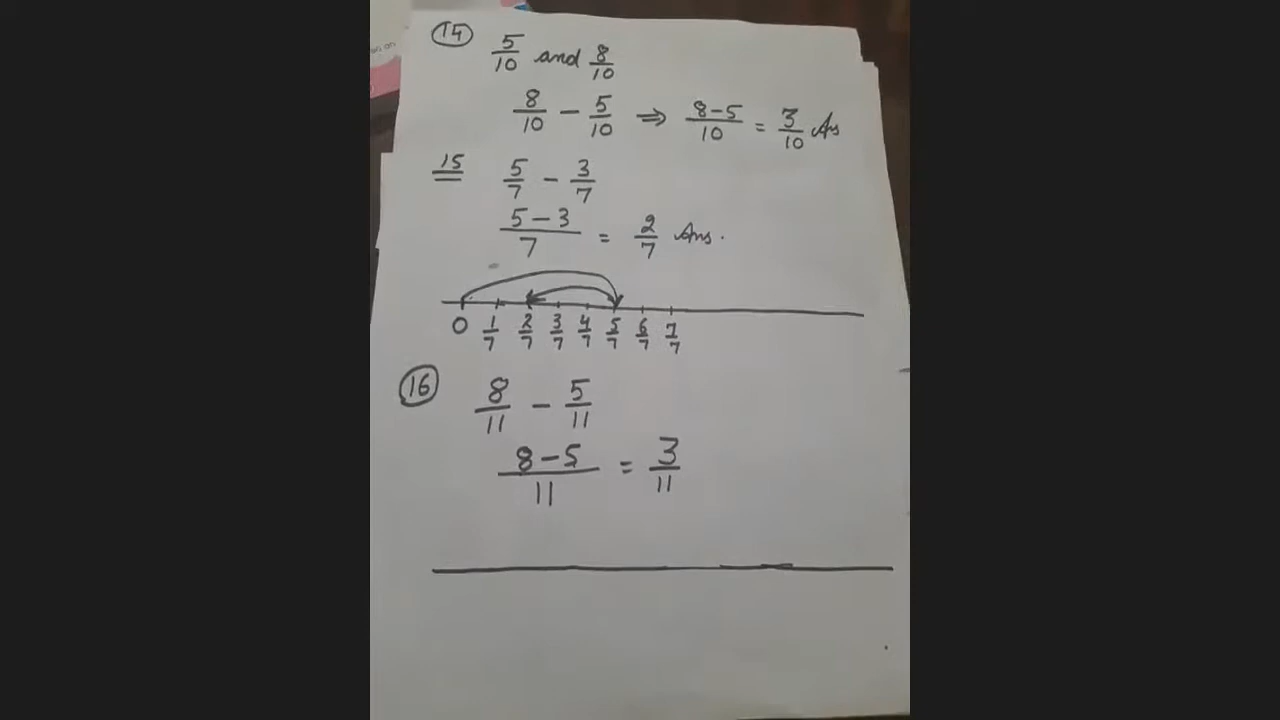 14 5/10 and 8/10
8/10 - 5/10 ⇒ 8-5/10 = 3/10 Ans
15 5/7 - 3/7
5-3/7 = 2/7 Ans.
0 1/7 2/7 3/7 4/7 5/7 6/7 7/7
16 8/11 - 5/11
8-5/11 = 3/11